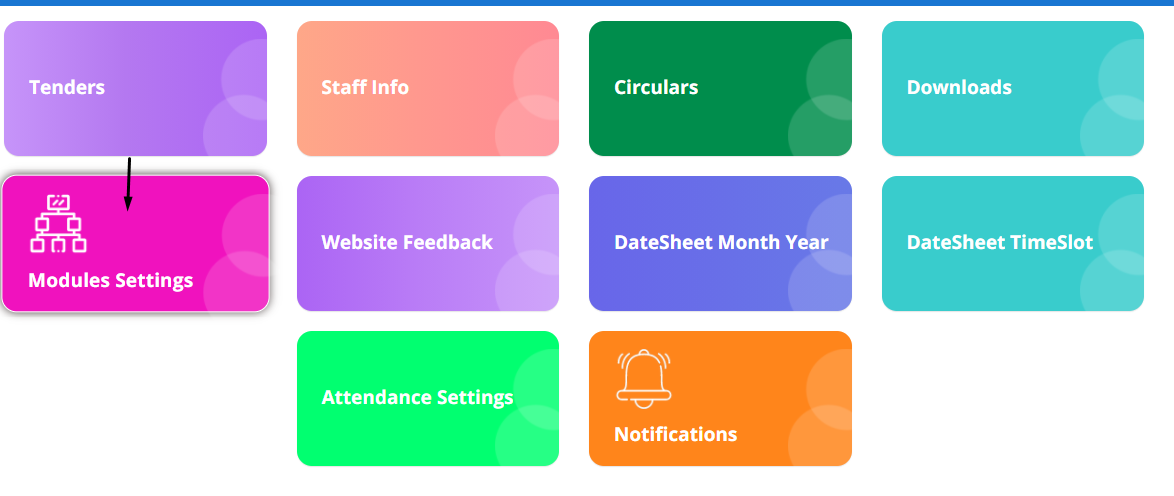 Tenders
Staff Info
Circulars
Downloads
Modules Settings
Website Feedback
DateSheet Month Year
DateSheet TimeSlot
Attendance Settings
Notifications